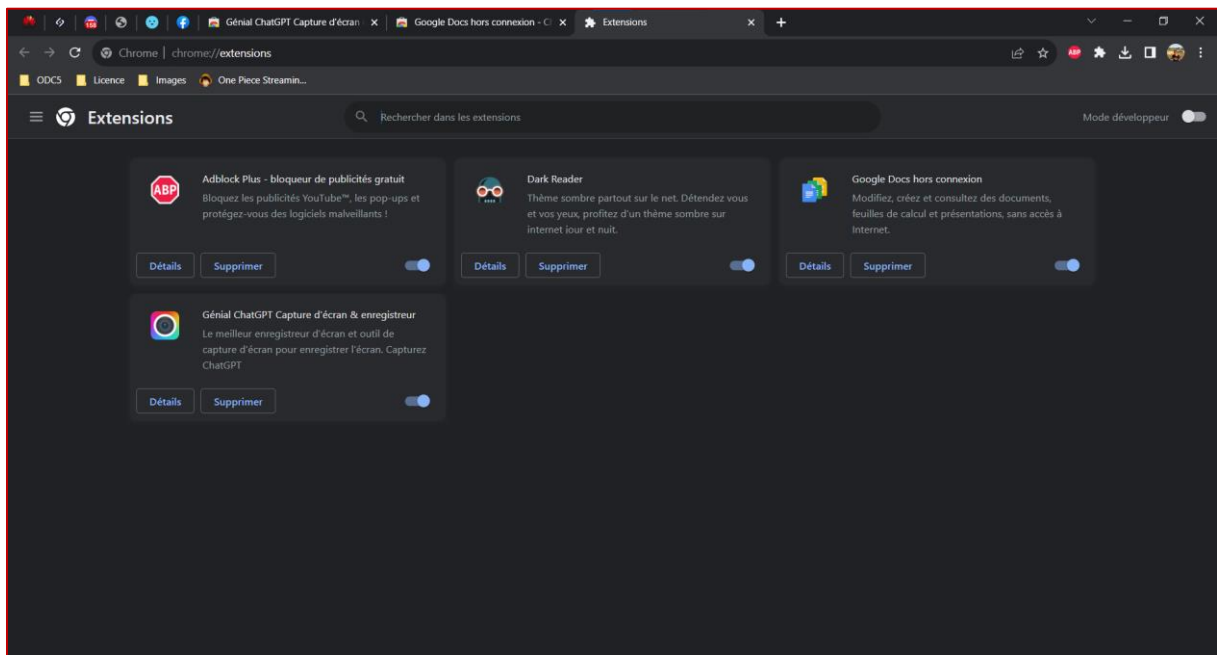 158
Génial ChatGPT Capture d'écran
Google Docs hors connexion - C
Extensions
Chrome | chrome://extensions
ABP
ODC5
Licence
Images
One Piece Streamin...
Extensions
Rechercher dans les extensions
Mode développeur
ABP
Adblock Plus - bloqueur de publicités gratuit
Bloquez les publicités YouTube™, les pop-ups et
protégez-vous des logiciels malveillants !
Détails
Supprimer
Dark Reader
Thème sombre partout sur le net. Détendez vous
et vos yeux, profitez d'un thème sombre sur
internet jour et nuit.
Détails
Supprimer
Google Docs hors connexion
Modifiez, créez et consultez des documents,
feuilles de calcul et présentations, sans accès à
Internet.
Détails
Supprimer
Génial ChatGPT Capture d'écran & enregistreur
Le meilleur enregistreur d'écran et outil de
capture d'écran pour enregistrer l'écran. Capturez
ChatGPT
Détails
Supprimer